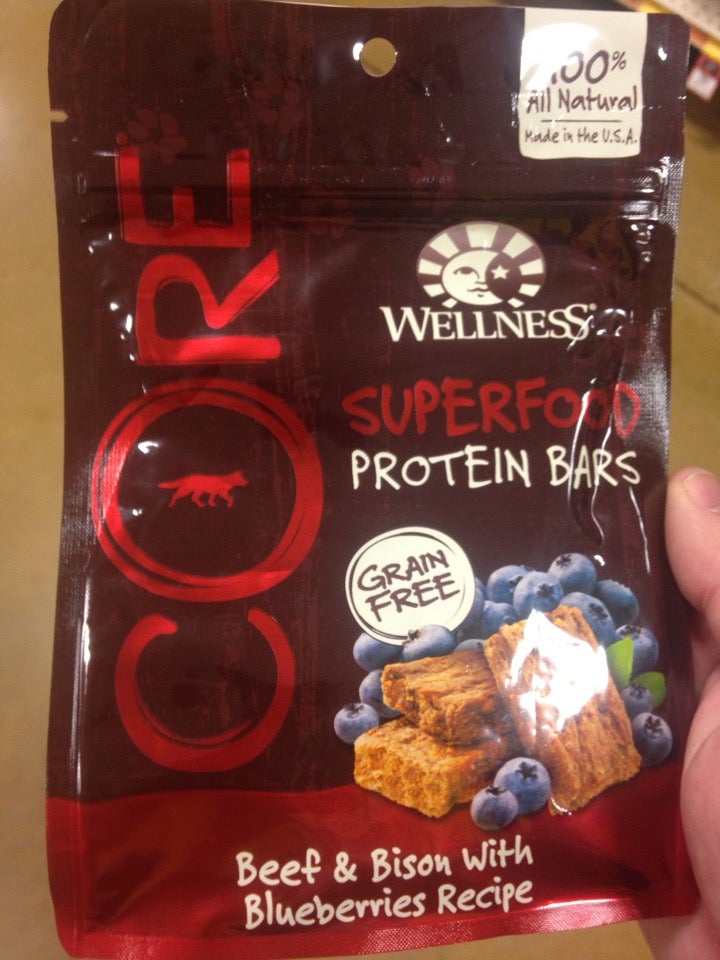 100%
All Natural
Made in the U.S.A.
CORE
WELLNESS®
SUPERFOOD
PROTEIN BARS
GRAIN
FREE
Beef & Bison With
Blueberries Recipe